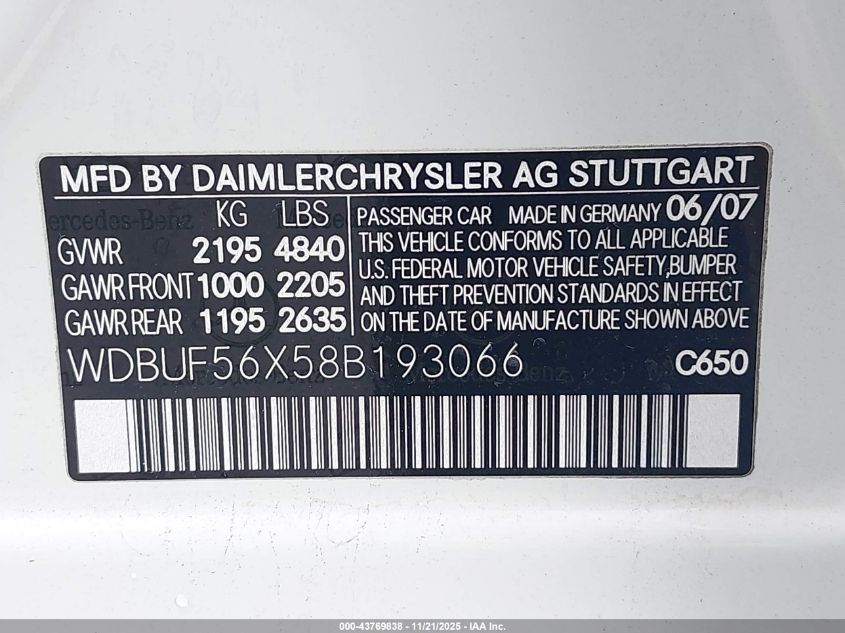 MFD BY DAIMLERCHRYSLER AG STUTTGART
KG LBS
GVWR 2195 4840
GAWR FRONT 1000 2205
GAWR REAR 1195 2635
PASSENGER CAR MADE IN GERMANY 06/07
THIS VEHICLE CONFORMS TO ALL APPLICABLE
U.S. FEDERAL MOTOR VEHICLE SAFETY,BUMPER
AND THEFT PREVENTION STANDARDS IN EFFECT
ON THE DATE OF MANUFACTURE SHOWN ABOVE
WDBUF56X58B193066 C650
000-43769838 - 11/21/2025 - IAA Inc.